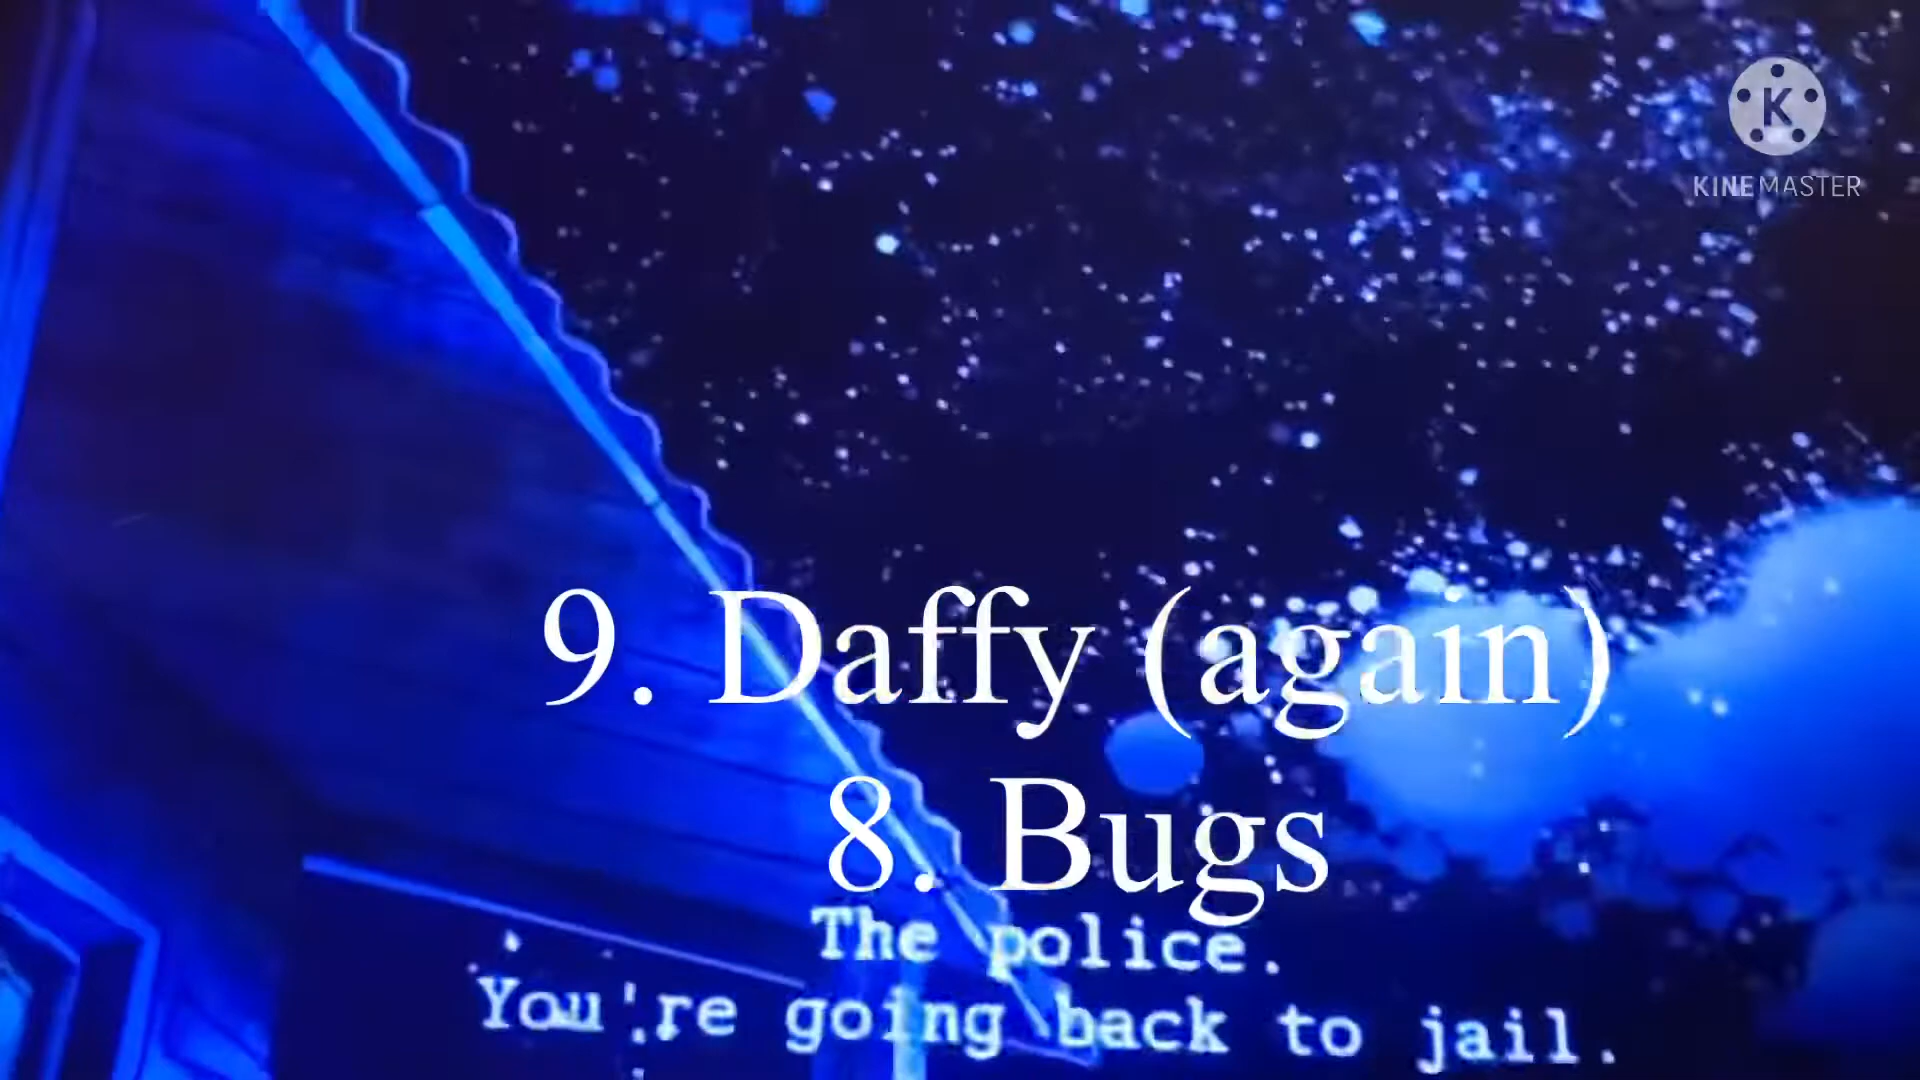 K
KINEMASTER
9. Daffy (again)
8. Bugs
The police.
You're going back to jail.